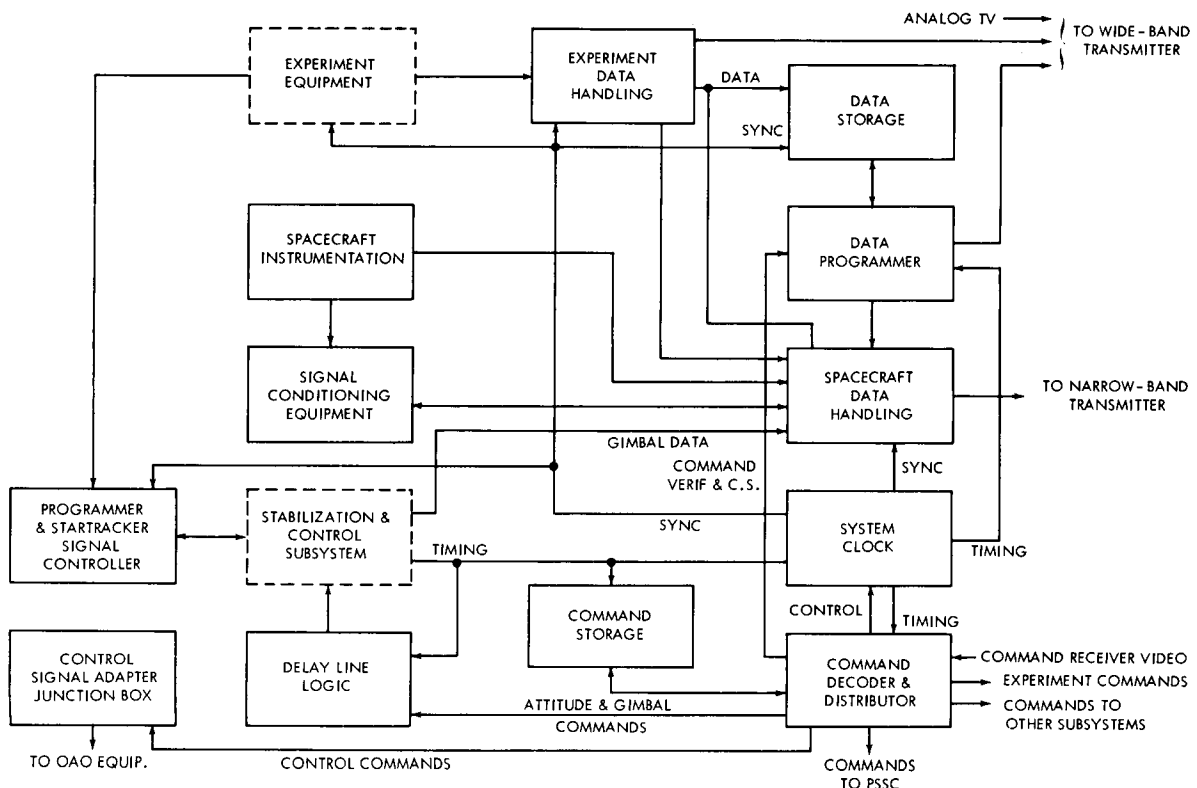 ANALOG TV
TO WIDE-BAND
TRANSMITTER
EXPERIMENT
EQUIPMENT
EXPERIMENT
DATA
HANDLING
DATA
DATA
STORAGE
SYNC
SPACECRAFT
INSTRUMENTATION
DATA
PROGRAMMER
SIGNAL
CONDITIONING
EQUIPMENT
SPACECRAFT
DATA
HANDLING
TO NARROW-BAND
TRANSMITTER
GIMBAL DATA
COMMAND
VERIF & C.S.
SYNC
PROGRAMMER
& STARTRACKER
SIGNAL
CONTROLLER
STABILIZATION &
CONTROL
SUBSYSTEM
SYNC
SYSTEM
CLOCK
TIMING
TIMING
COMMAND
STORAGE
CONTROL
TIMING
CONTROL
SIGNAL ADAPTER
JUNCTION BOX
DELAY LINE
LOGIC
COMMAND
DECODER &
DISTRIBUTOR
COMMAND RECEIVER VIDEO
EXPERIMENT COMMANDS
COMMANDS TO
OTHER SUBSYSTEMS
ATTITUDE & GIMBAL
COMMANDS
TO OAO EQUIP.
CONTROL COMMANDS
COMMANDS
TO PSSC